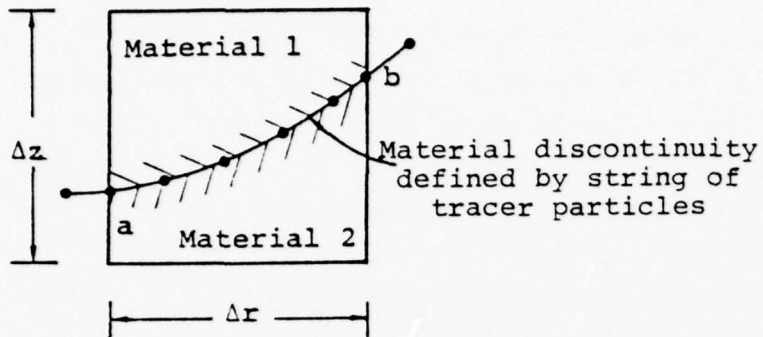 Material 1
b
Δz
Material discontinuity
defined by string of
tracer particles
a
Material 2
Δr